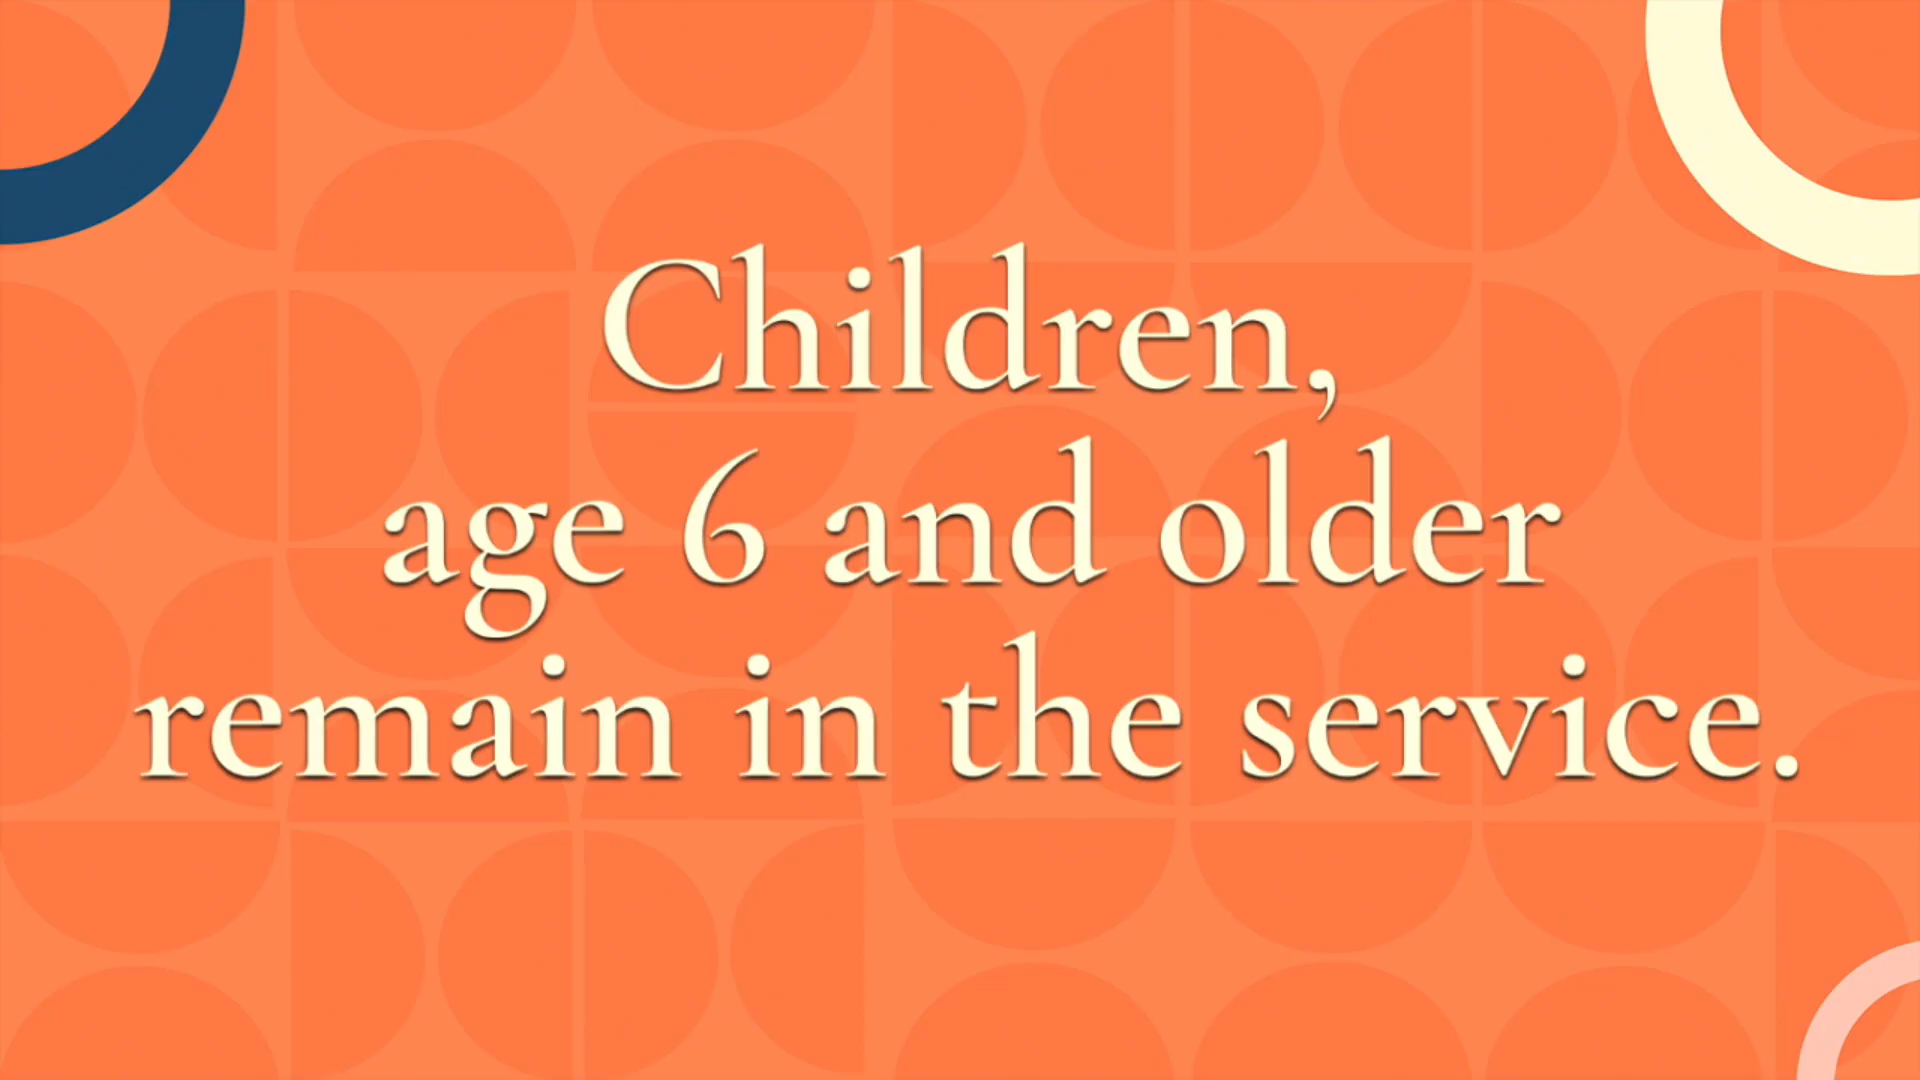 Children,
age 6 and older
remain in the service.